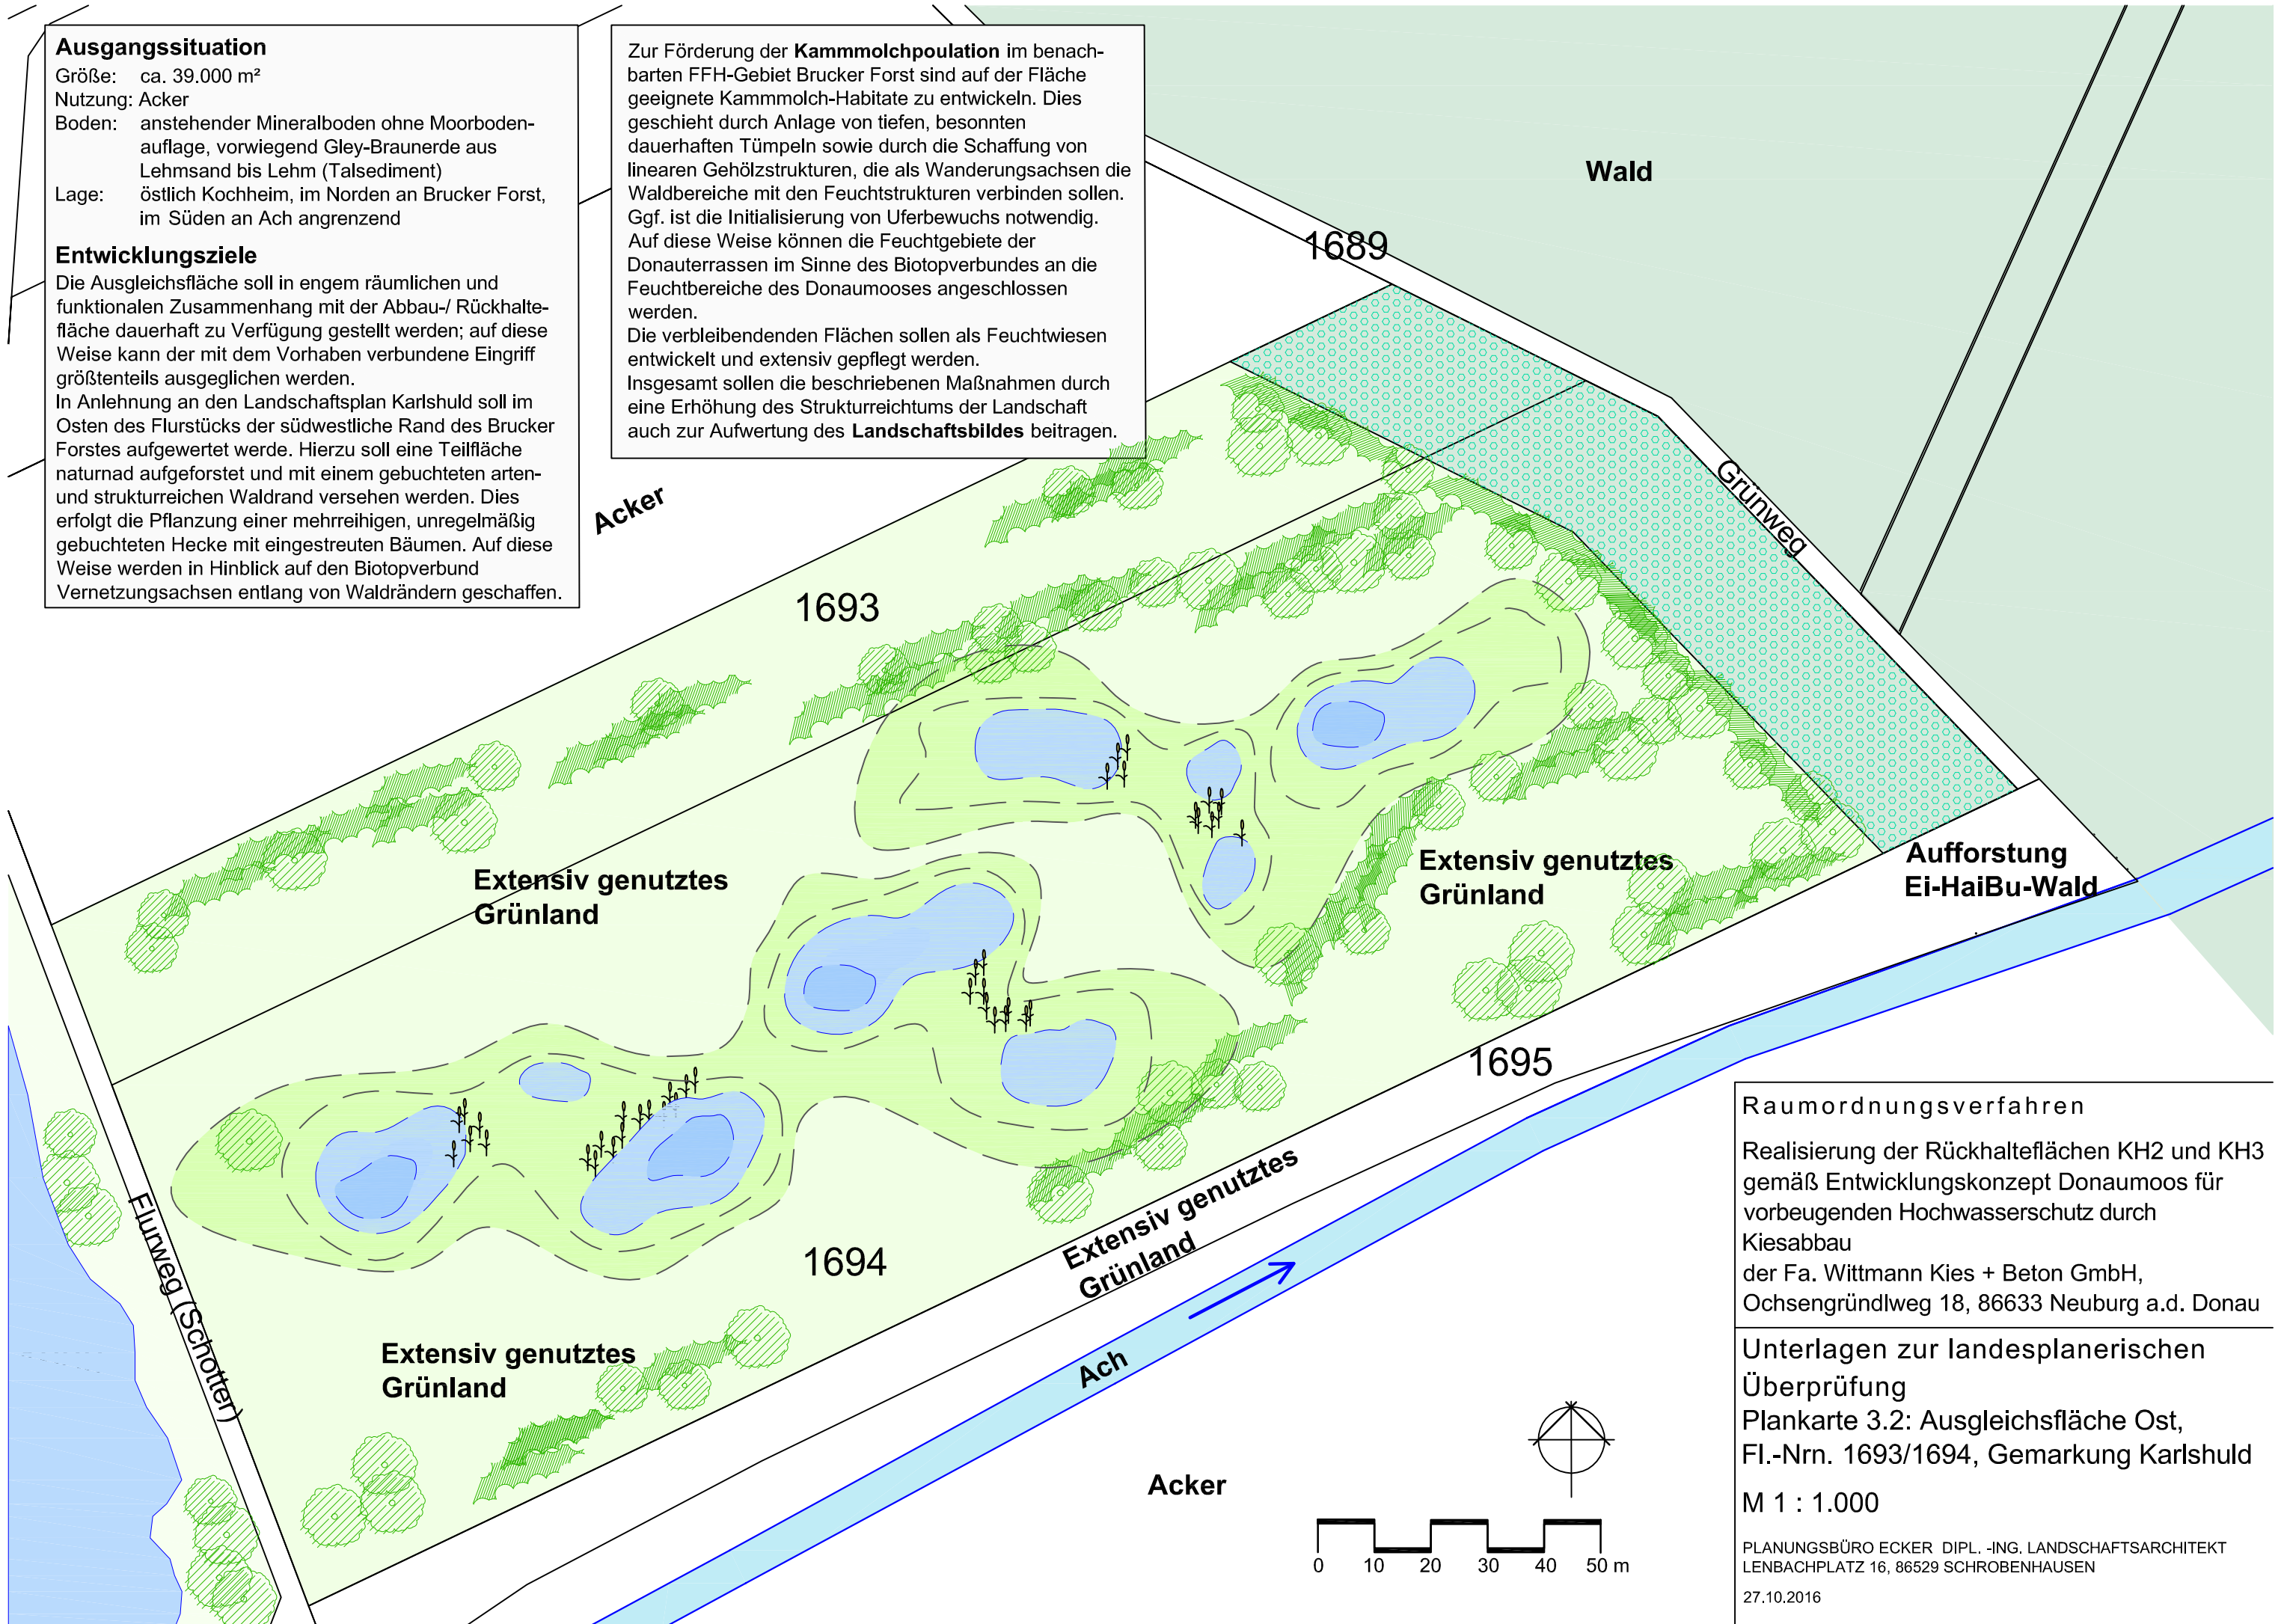 Ausgangssituation
Größe: ca. 39.000 m²
Nutzung: Acker
Boden: anstehender Mineralboden ohne Moorboden-
auflage, vorwiegend Gley-Braunerde aus
Lehmsand bis Lehm (Talsediment)
Lage: östlich Kochheim, im Norden an Brucker Forst,
im Süden an Ach angrenzend
Entwicklungsziele
Die Ausgleichsfläche soll in engem räumlichen und
funktionalen Zusammenhang mit der Abbau-/ Rückhalte-
fläche dauerhaft zu Verfügung gestellt werden; auf diese
Weise kann der mit dem Vorhaben verbundene Eingriff
größtenteils ausgeglichen werden.
In Anlehnung an den Landschaftsplan Karlshuld soll im
Osten des Flurstücks der südwestliche Rand des Brucker
Forstes aufgewertet werde. Hierzu soll eine Teilfläche
naturnad aufgeforstet und mit einem gebuchteten arten-
und strukturreichen Waldrand versehen werden. Dies
erfolgt die Pflanzung einer mehrreihigen, unregelmäßig
gebuchteten Hecke mit eingestreuten Bäumen. Auf diese
Weise werden in Hinblick auf den Biotopverbund
Vernetzungsachsen entlang von Waldrändern geschaffen.
Zur Förderung der Kammmolchpoulation im benach-
barten FFH-Gebiet Brucker Forst sind auf der Fläche
geeignete Kammmolch-Habitate zu entwickeln. Dies
geschieht durch Anlage von tiefen, besonnten
dauerhaften Tümpeln sowie durch die Schaffung von
linearen Gehölzstrukturen, die als Wanderungsachsen die
Waldbereiche mit den Feuchtstrukturen verbinden sollen.
Ggf. ist die Initialisierung von Uferbewuchs notwendig.
Auf diese Weise können die Feuchtgebiete der
Donauterrassen im Sinne des Biotopverbundes an die
Feuchtbereiche des Donaumooses angeschlossen
werden.
Die verbleibendenden Flächen sollen als Feuchtwiesen
entwickelt und extensiv gepflegt werden.
Insgesamt sollen die beschriebenen Maßnahmen durch
eine Erhöhung des Strukturreichtums der Landschaft
auch zur Aufwertung des Landschaftsbildes beitragen.
Wald
1689
Grünweg
Acker
1693
Extensiv genutztes
Grünland
Extensiv genutztes
Grünland
Aufforstung
Ei-HaiBu-Wald
1695
Flurweg (Schotter)
1694
Extensiv genutztes
Grünland
Extensiv genutztes
Grünland
Ach
Acker
0 10 20 30 40 50 m
Raumordnungsverfahren
Realisierung der Rückhalteflächen KH2 und KH3
gemäß Entwicklungskonzept Donaumoos für
vorbeugenden Hochwasserschutz durch
Kiesabbau
der Fa. Wittmann Kies + Beton GmbH,
Ochsengründlweg 18, 86633 Neuburg a.d. Donau
Unterlagen zur landesplanerischen
Überprüfung
Plankarte 3.2: Ausgleichsfläche Ost,
Fl.-Nrn. 1693/1694, Gemarkung Karlshuld
M 1 : 1.000
PLANUNGSBÜRO ECKER DIPL. -ING. LANDSCHAFTSARCHITEKT
LENBACHPLATZ 16, 86529 SCHROBENHAUSEN
27.10.2016